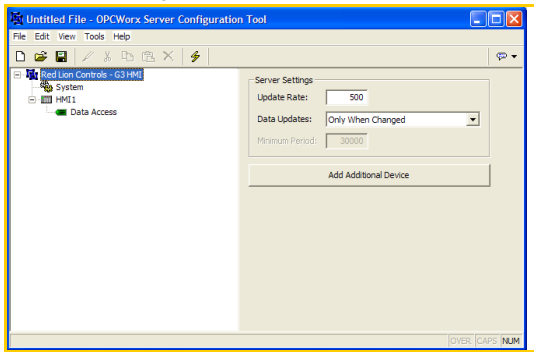 Untitled File - OPCWorx Server Configuration Tool
File Edit View Tools Help
Red Lion Controls - G3 HMI
System
HMI1
Data Access
Server Settings
Update Rate: 500
Data Updates: Only When Changed
Minimum Period: 30000
Add Additional Device
OVER CAPS NUM